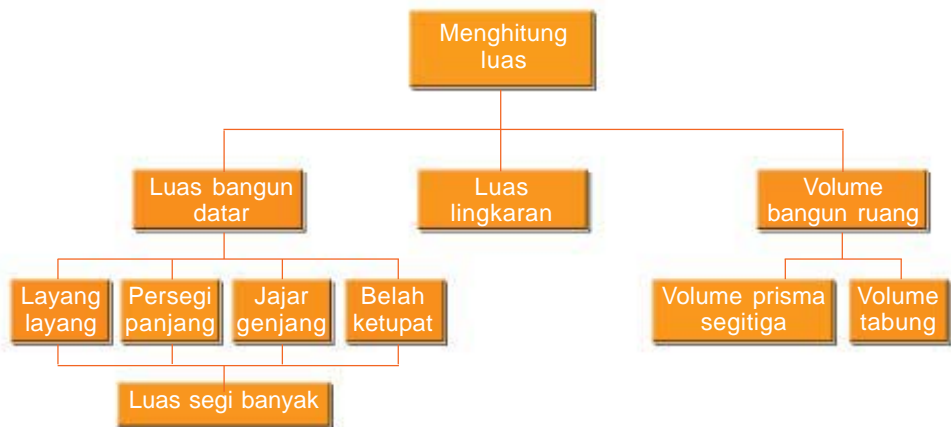 Menghitung
luas
Luas bangun
datar
Luas
lingkaran
Volume
bangun ruang
Layang
layang
Persegi
panjang
Jajar
genjang
Belah
ketupat
Volume prisma
segitiga
Volume
tabung
Luas segi banyak